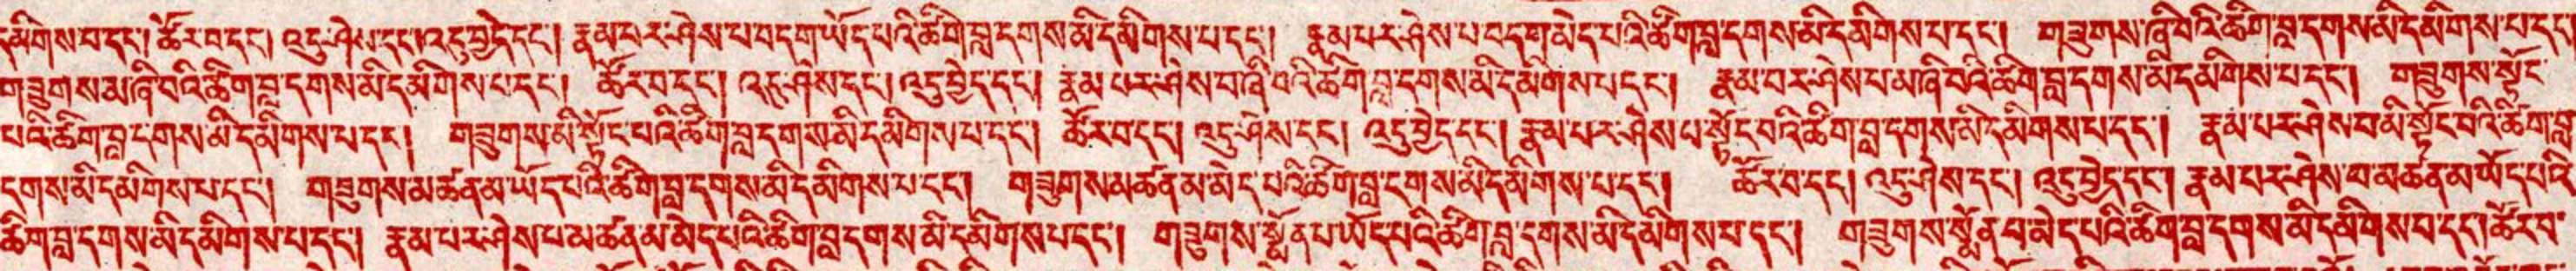 དམིགས་པ་དང་། ཚོར་བ་དང་། འདུ་ཤེས་དང་། འདུ་བྱེད་དང་། རྣམ་པར་ཤེས་པ་བདག་ཡོད་པའི་ཚིག་བླ་དགས་མི་དམིགས་པ་དང་། རྣམ་པར་ཤེས་པ་བདག་མེད་པའི་ཚིག་བླ་དགས་མི་དམིགས་པ་དང་། གཟུགས་ཞི་བའི་ཚིག་བླ་དགས་མི་དམིགས་པ་དང་
གཟུགས་མ་ཞི་བའི་ཚིག་བླ་དགས་མི་དམིགས་པ་དང་། ཚོར་བ་དང་། འདུ་ཤེས་དང་། འདུ་བྱེད་དང་། རྣམ་པར་ཤེས་པ་ཞི་བའི་ཚིག་བླ་དགས་མི་དམིགས་པ་དང་། རྣམ་པར་ཤེས་པ་མ་ཞི་བའི་ཚིག་བླ་དགས་མི་དམིགས་པ་དང་། གཟུགས་སྟོང་
པའི་ཚིག་བླ་དགས་མི་དམིགས་པ་དང་། གཟུགས་མི་སྟོང་པའི་ཚིག་བླ་དགས་མི་དམིགས་པ་དང་། ཚོར་བ་དང་། འདུ་ཤེས་དང་། འདུ་བྱེད་དང་། རྣམ་པར་ཤེས་པ་སྟོང་པའི་ཚིག་བླ་དགས་མི་དམིགས་པ་དང་། རྣམ་པར་ཤེས་པ་མི་སྟོང་པའི་ཚིག་བླ་
དགས་མི་དམིགས་པ་དང་། གཟུགས་མཚན་མ་ཡོད་པའི་ཚིག་བླ་དགས་མི་དམིགས་པ་དང་། གཟུགས་མཚན་མ་མེད་པའི་ཚིག་བླ་དགས་མི་དམིགས་པ་དང་། ཚོར་བ་དང་། འདུ་ཤེས་དང་། འདུ་བྱེད་དང་། རྣམ་པར་ཤེས་པ་མཚན་མ་ཡོད་པའི་
ཚིག་བླ་དགས་མི་དམིགས་པ་དང་། རྣམ་པར་ཤེས་པ་མཚན་མ་མེད་པའི་ཚིག་བླ་དགས་མི་དམིགས་པ་དང་། གཟུགས་སྨོན་པ་ཡོད་པའི་ཚིག་བླ་དགས་མི་དམིགས་པ་དང་། གཟུགས་སྨོན་པ་མེད་པའི་ཚིག་བླ་དགས་མི་དམིགས་པ་དང་། ཚོར་བ་